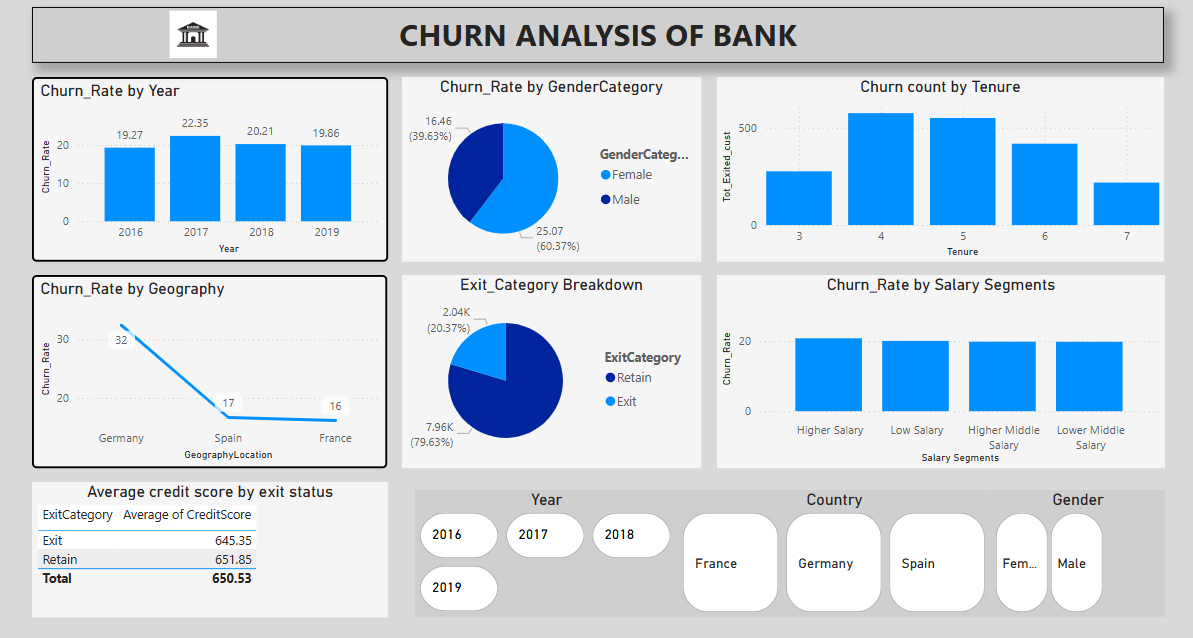 CHURN ANALYSIS OF BANK
Churn_Rate by Year
Churn_Rate
20
10
0
19.27
22.35
20.21
19.86
2016
2017
2018
2019
Year
Churn_Rate by GenderCategory
16.46
(39.63%)
25.07
(60.37%)
GenderCateg...
Female
Male
Churn count by Tenure
Tot_Exited_cust
500
0
3
4
5
6
7
Tenure
Churn_Rate by Geography
Churn_Rate
30
20
32
17
16
Germany
Spain
France
GeographyLocation
Exit_Category Breakdown
2.04K
(20.37%)
7.96K
(79.63%)
ExitCategory
Retain
Exit
Churn_Rate by Salary Segments
Churn_Rate
20
0
Higher Salary
Low Salary
Higher Middle
Salary
Lower Middle
Salary
Salary Segments
Average credit score by exit status
ExitCategory Average of CreditScore
Exit 645.35
Retain 651.85
Total 650.53
Year
2016
2017
2018
2019
Country
France
Germany
Spain
Gender
Fem...
Male